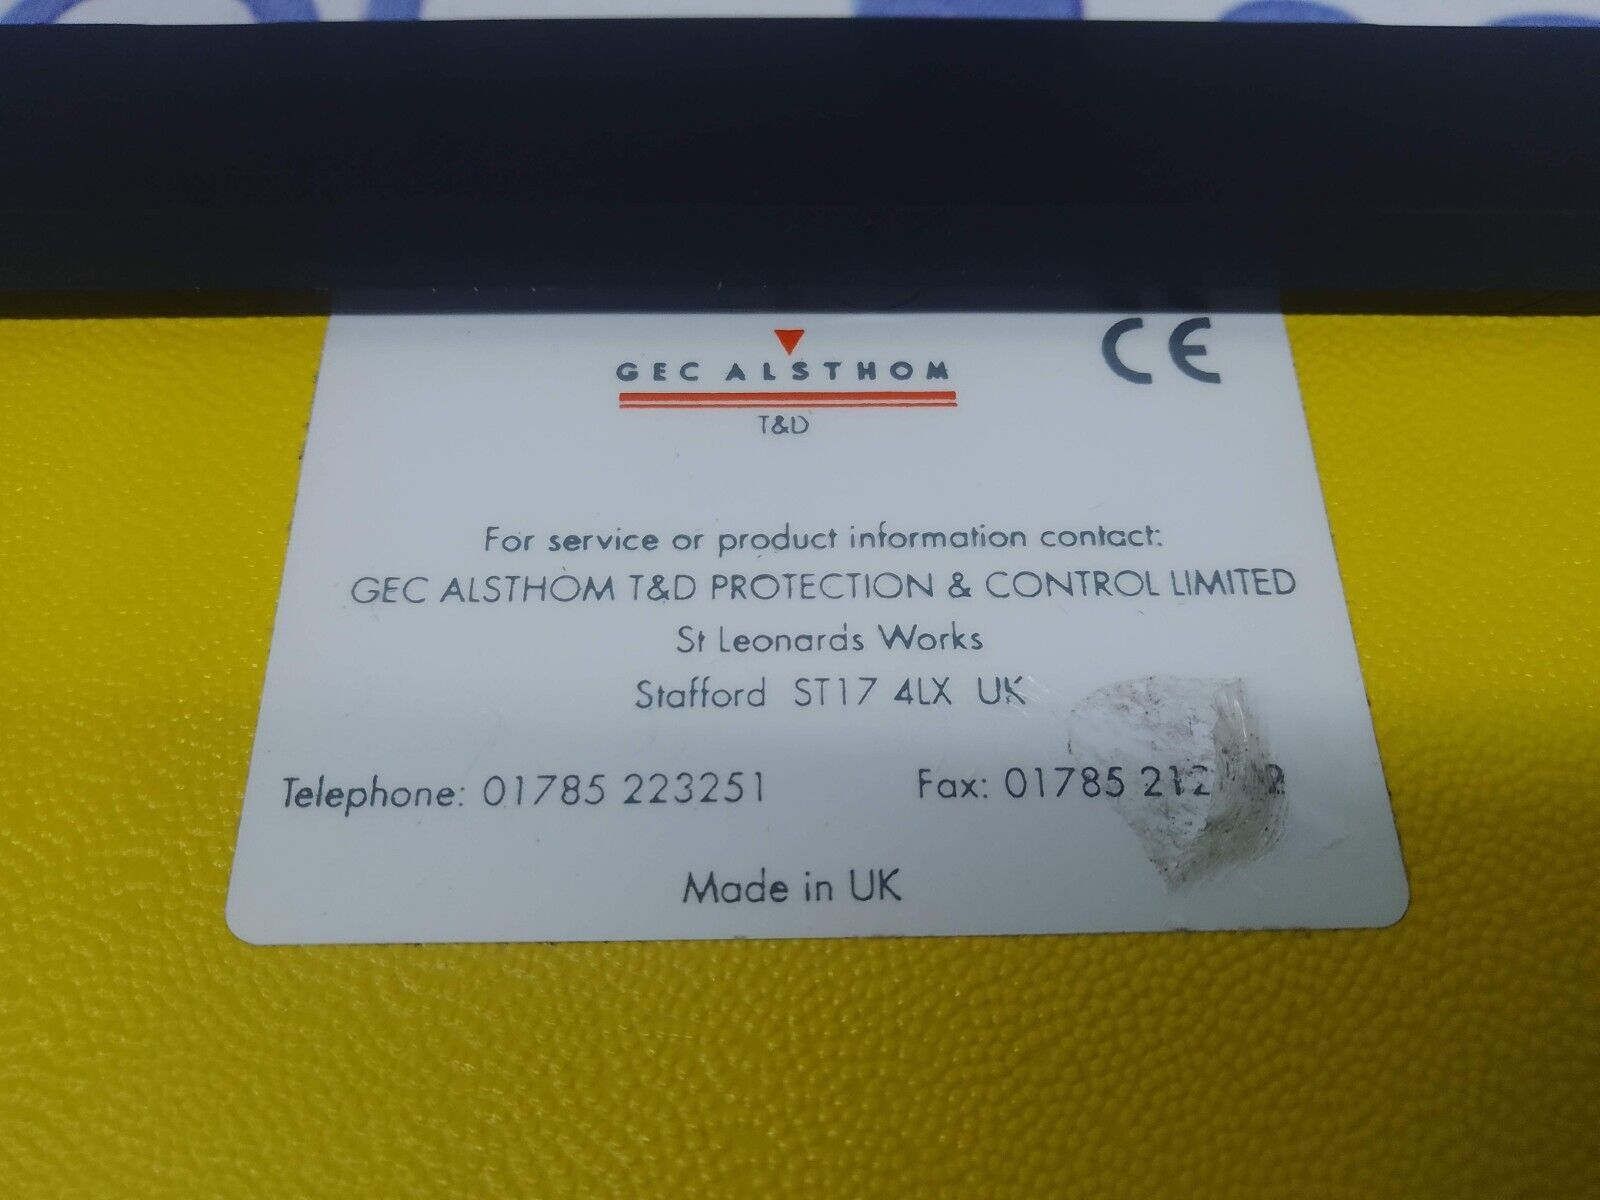 GEC ALSTHOM
CE
T&D
For service or product information contact:
GEC ALSTHOM T&D PROTECTION & CONTROL LIMITED
St Leonards Works
Stafford ST17 4LX UK
Telephone: 01785 223251
Fax: 01785
Made in UK